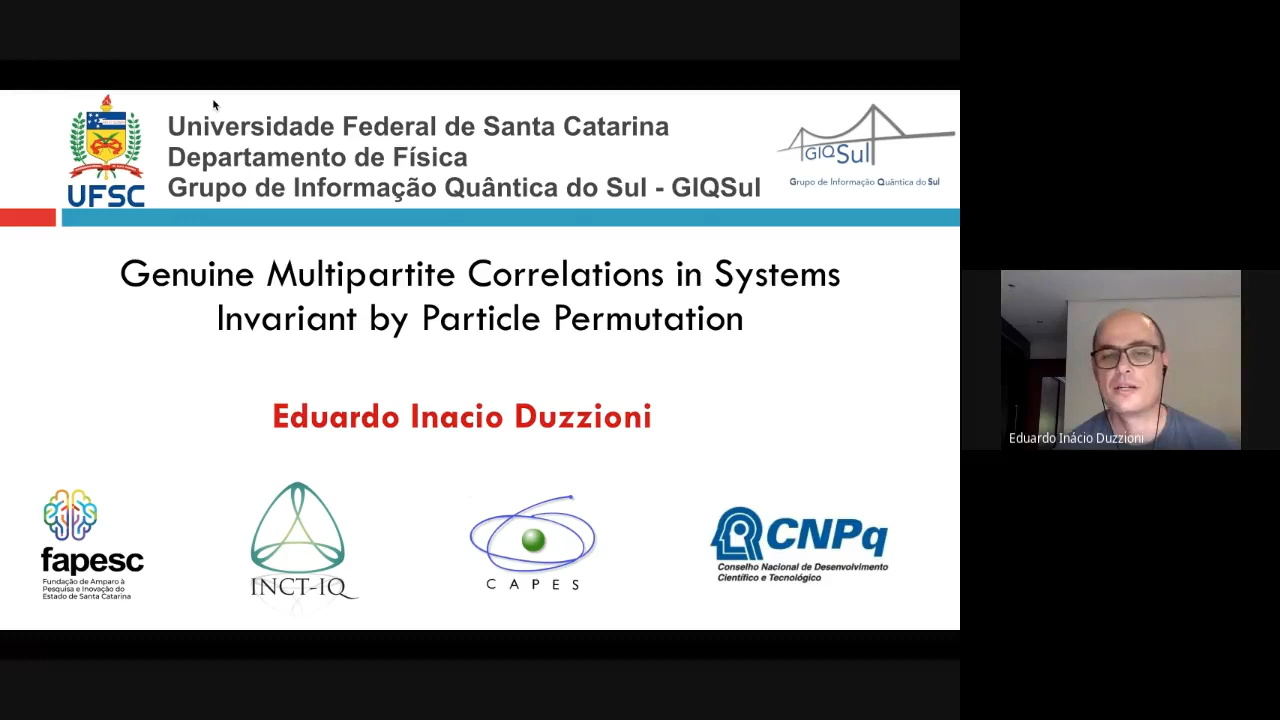 Universidade Federal de Santa Catarina
Departamento de Física
Grupo de Informação Quântica do Sul - GIQSul
UFSC
GIQSul
Grupo de Informação Quântica do Sul
Genuine Multipartite Correlations in Systems
Invariant by Particle Permutation
Eduardo Inacio Duzzioni
Eduardo Inácio Duzzioni
fapesc
Fundação de Amparo à
Pesquisa e Inovação do
Estado de Santa Catarina
INCT-IQ
CAPES
CNPq
Conselho Nacional de Desenvolvimento
Científico e Tecnológico